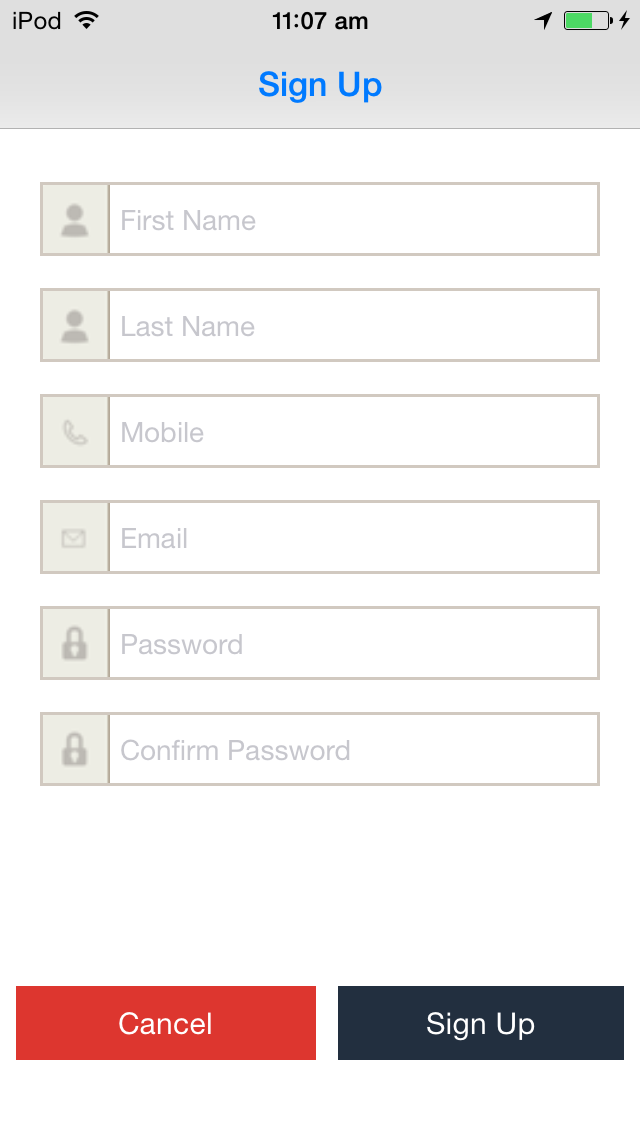 iPod 11:07 am
Sign Up
First Name
Last Name
Mobile
Email
Password
Confirm Password
Cancel Sign Up